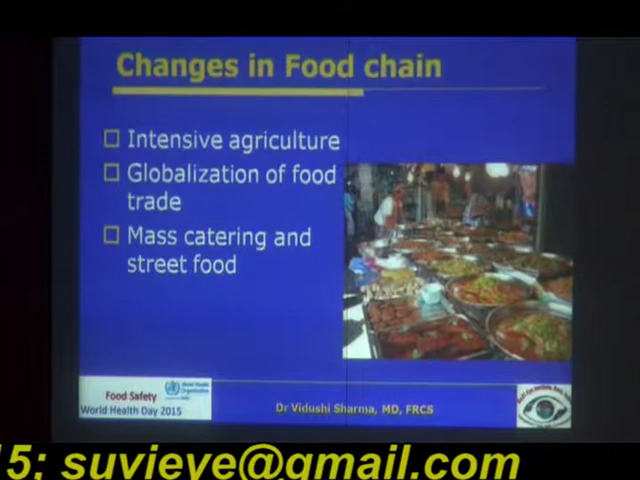 Changes in Food chain
Intensive agriculture
Globalization of food
trade
Mass catering and
street food
Food Safety
World Health
Organization
World Health Day 2015
Dr Vidushi Sharma, MD, FRCS
15; suvieye@gmail.com